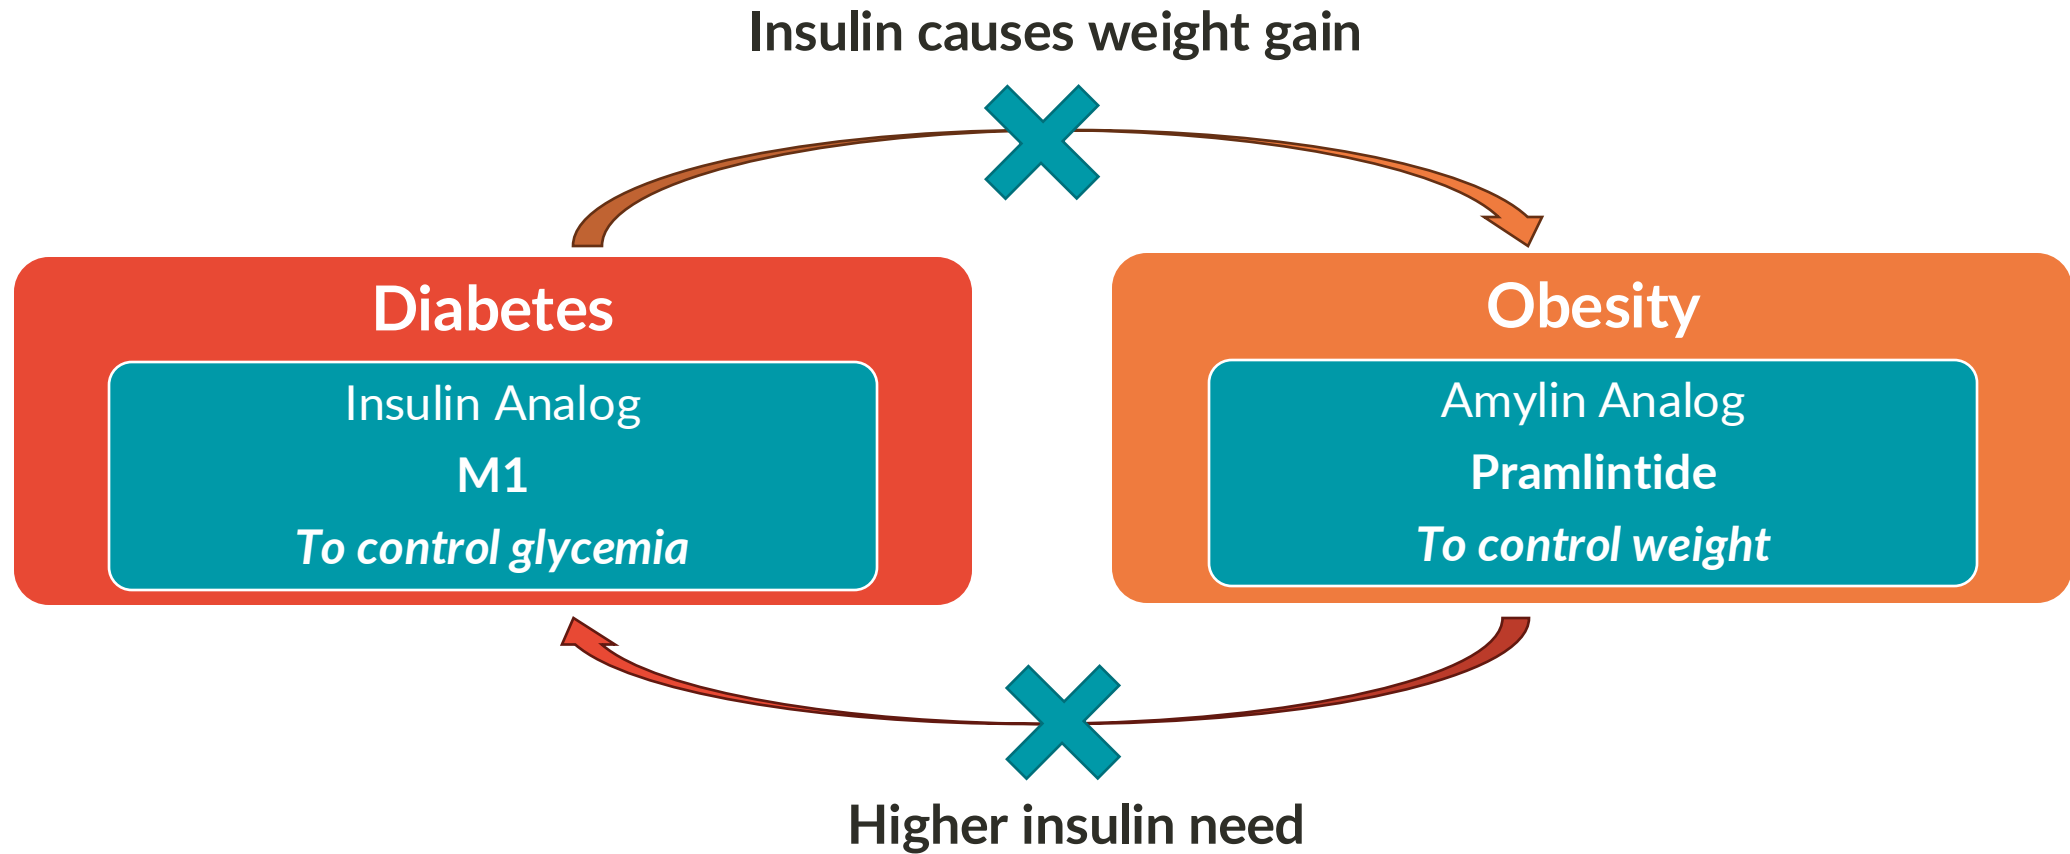 Insulin causes weight gain
Diabetes
Insulin Analog
M1
To control glycemia
Obesity
Amylin Analog
Pramlintide
To control weight
Higher insulin need